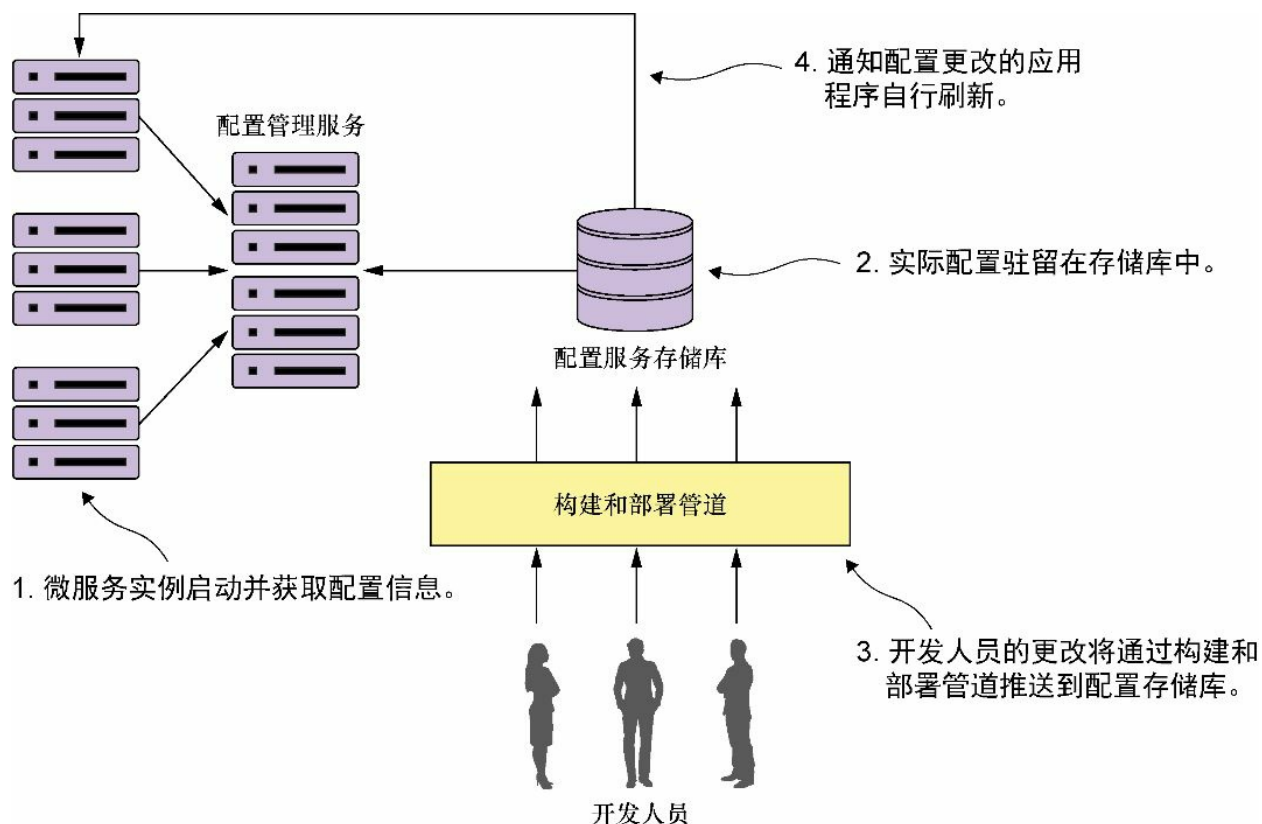 4. 通知配置更改的应用
程序自行刷新。
配置管理服务
2. 实际配置驻留在存储库中。
配置服务存储库
构建和部署管道
1. 微服务实例启动并获取配置信息。
3. 开发人员的更改将通过构建和
部署管道推送到配置存储库。
开发人员